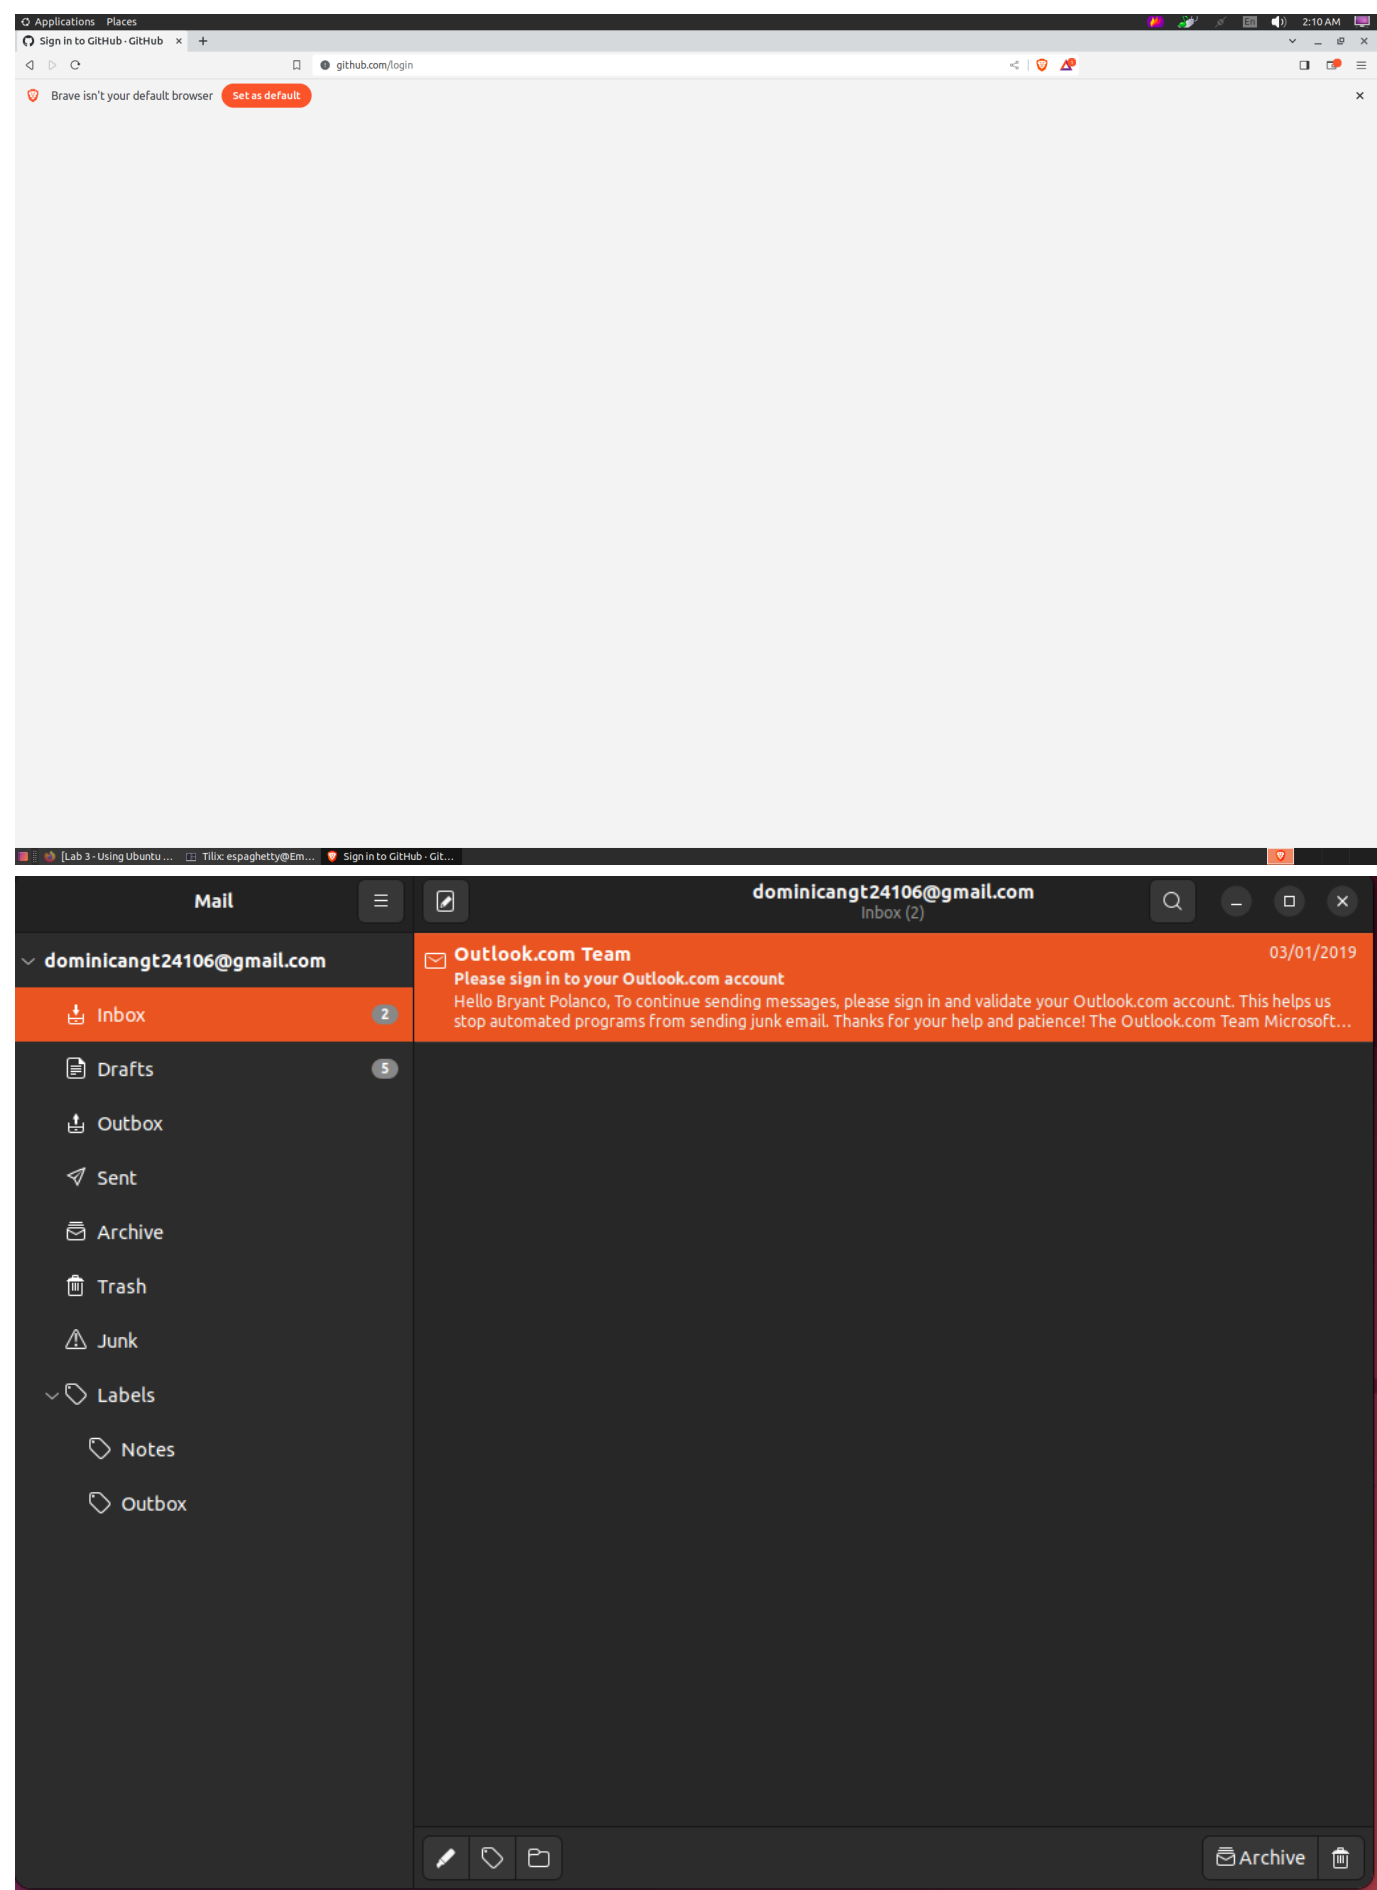 Applications Places
En 2:10 AM
Sign in to GitHub · GitHub × +
github.com/login
Brave isn't your default browser Set as default
[Lab 3 - Using Ubuntu ... Tilix: espaghetty@Em... Sign in to GitHub · Git...
Mail
dominicangt24106@gmail.com
Inbox (2)
dominicangt24106@gmail.com
Inbox 2
Drafts 5
Outbox
Sent
Archive
Trash
Junk
Labels
Notes
Outbox
Outlook.com Team 03/01/2019
Please sign in to your Outlook.com account
Hello Bryant Polanco, To continue sending messages, please sign in and validate your Outlook.com account. This helps us
stop automated programs from sending junk email. Thanks for your help and patience! The Outlook.com Team Microsoft...
Archive